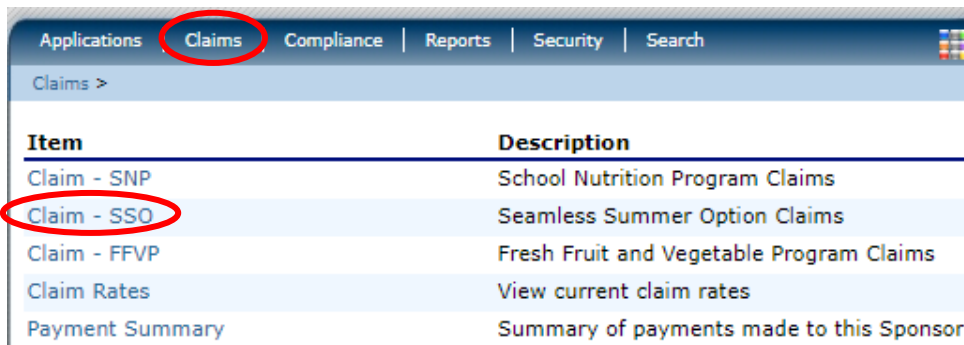 Applications | Claims | Compliance | Reports | Security | Search
Claims >
Item Description
Claim - SNP School Nutrition Program Claims
Claim - SSO Seamless Summer Option Claims
Claim - FFVP Fresh Fruit and Vegetable Program Claims
Claim Rates View current claim rates
Payment Summary Summary of payments made to this Sponsor